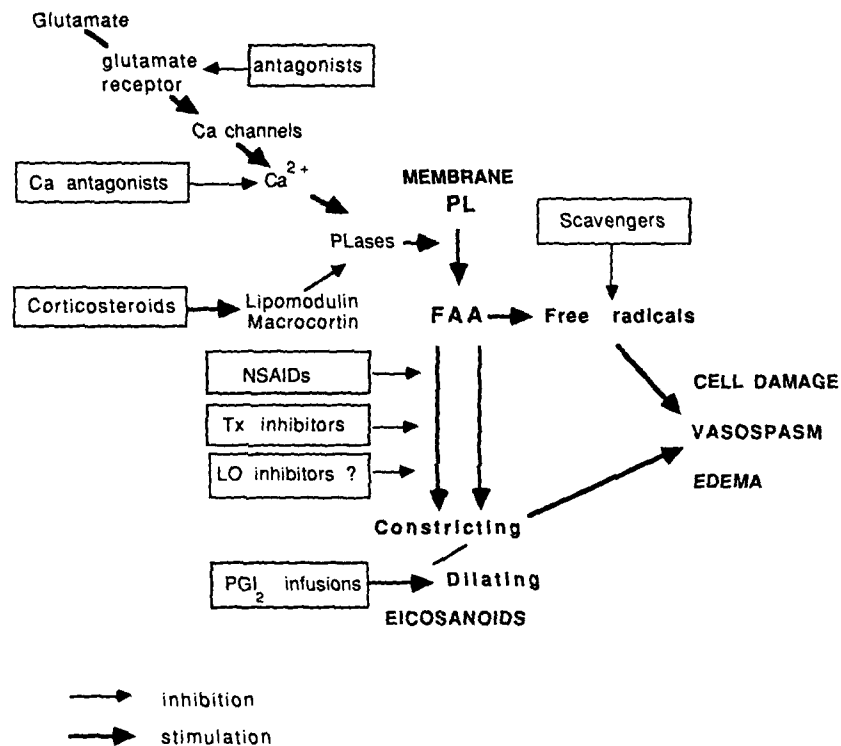 Glutamate
glutamate
receptor
antagonists
Ca channels
Ca antagonists
Ca2+
MEMBRANE
PL
Scavengers
PLases
Corticosteroids
Lipomodulin
Macrocortin
FAA
Free radicals
NSAIDs
CELL DAMAGE
Tx inhibitors
VASOSPASM
LO inhibitors ?
EDEMA
Constricting
PGI2 infusions
Dilating
EICOSANOIDS
inhibition
stimulation